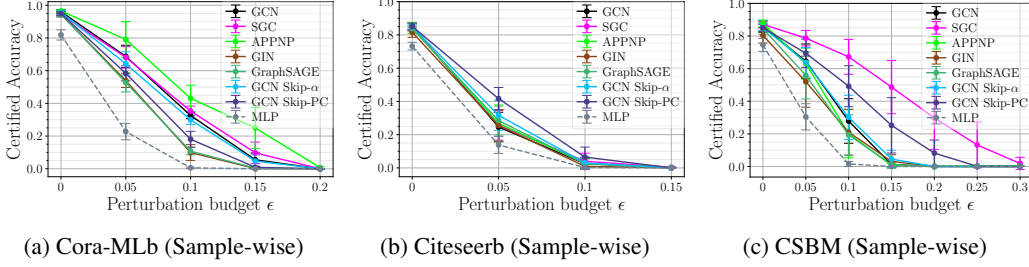 Certified Accuracy
1.0
0.8
0.6
0.4
0.2
0.0
0
0.05
0.1
0.15
0.2
Perturbation budget ϵ
GCN
SGC
APPNP
GIN
GraphSAGE
GCN Skip-α
GCN Skip-PC
MLP
(a) Cora-MLb (Sample-wise)
Certified Accuracy
1.0
0.8
0.6
0.4
0.2
0.0
0
0.05
0.1
0.15
Perturbation budget ϵ
GCN
SGC
APPNP
GIN
GraphSAGE
GCN Skip-α
GCN Skip-PC
MLP
(b) Citeseerb (Sample-wise)
Certified Accuracy
1.0
0.8
0.6
0.4
0.2
0.0
0
0.05
0.1
0.15
0.2
0.25
0.3
Perturbation budget ϵ
GCN
SGC
APPNP
GIN
GraphSAGE
GCN Skip-α
GCN Skip-PC
MLP
(c) CSBM (Sample-wise)